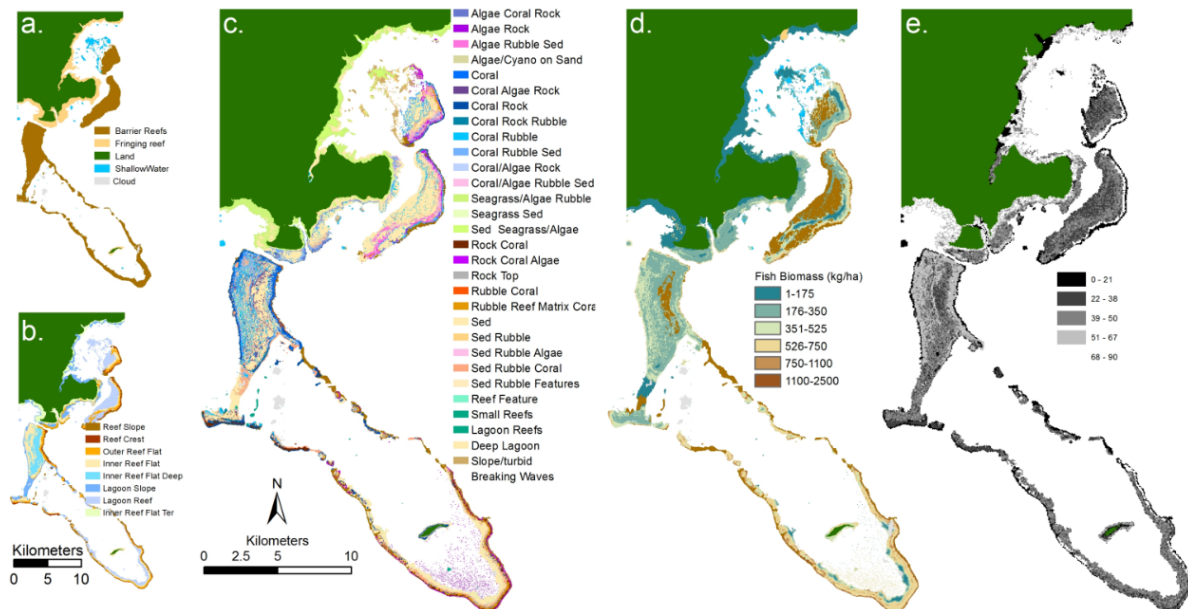 a.
Barrier Reefs
Fringing reef
Land
ShallowWater
Cloud
b.
Reef Slope
Reef Crest
Outer Reef Flat
Inner Reef Flat
Inner Reef Flat Deep
Lagoon Slope
Lagoon Reef
Inner Reef Flat Ter
Kilometers
0 5 10
c.
Algae Coral Rock
Algae Rock
Algae Rubble Sed
Algae/Cyano on Sand
Coral
Coral Algae Rock
Coral Rock
Coral Rock Rubble
Coral Rubble
Coral Rubble Sed
Coral/Algae Rock
Coral/Algae Rubble Sed
Seagrass/Algae Rubble
Seagrass Sed
Sed Seagrass/Algae
Rock Coral
Rock Coral Algae
Rock Top
Rubble Coral
Rubble Reef Matrix Cora
Sed
Sed Rubble
Sed Rubble Algae
Sed Rubble Coral
Sed Rubble Features
Reef Feature
Small Reefs
Lagoon Reefs
Deep Lagoon
Slope/turbid
Breaking Waves
N
Kilometers
0 2.5 5 10
d.
Fish Biomass (kg/ha)
1-175
176-350
351-525
526-750
750-1100
1100-2500
e.
0 - 21
22 - 38
39 - 50
51 - 67
68 - 90